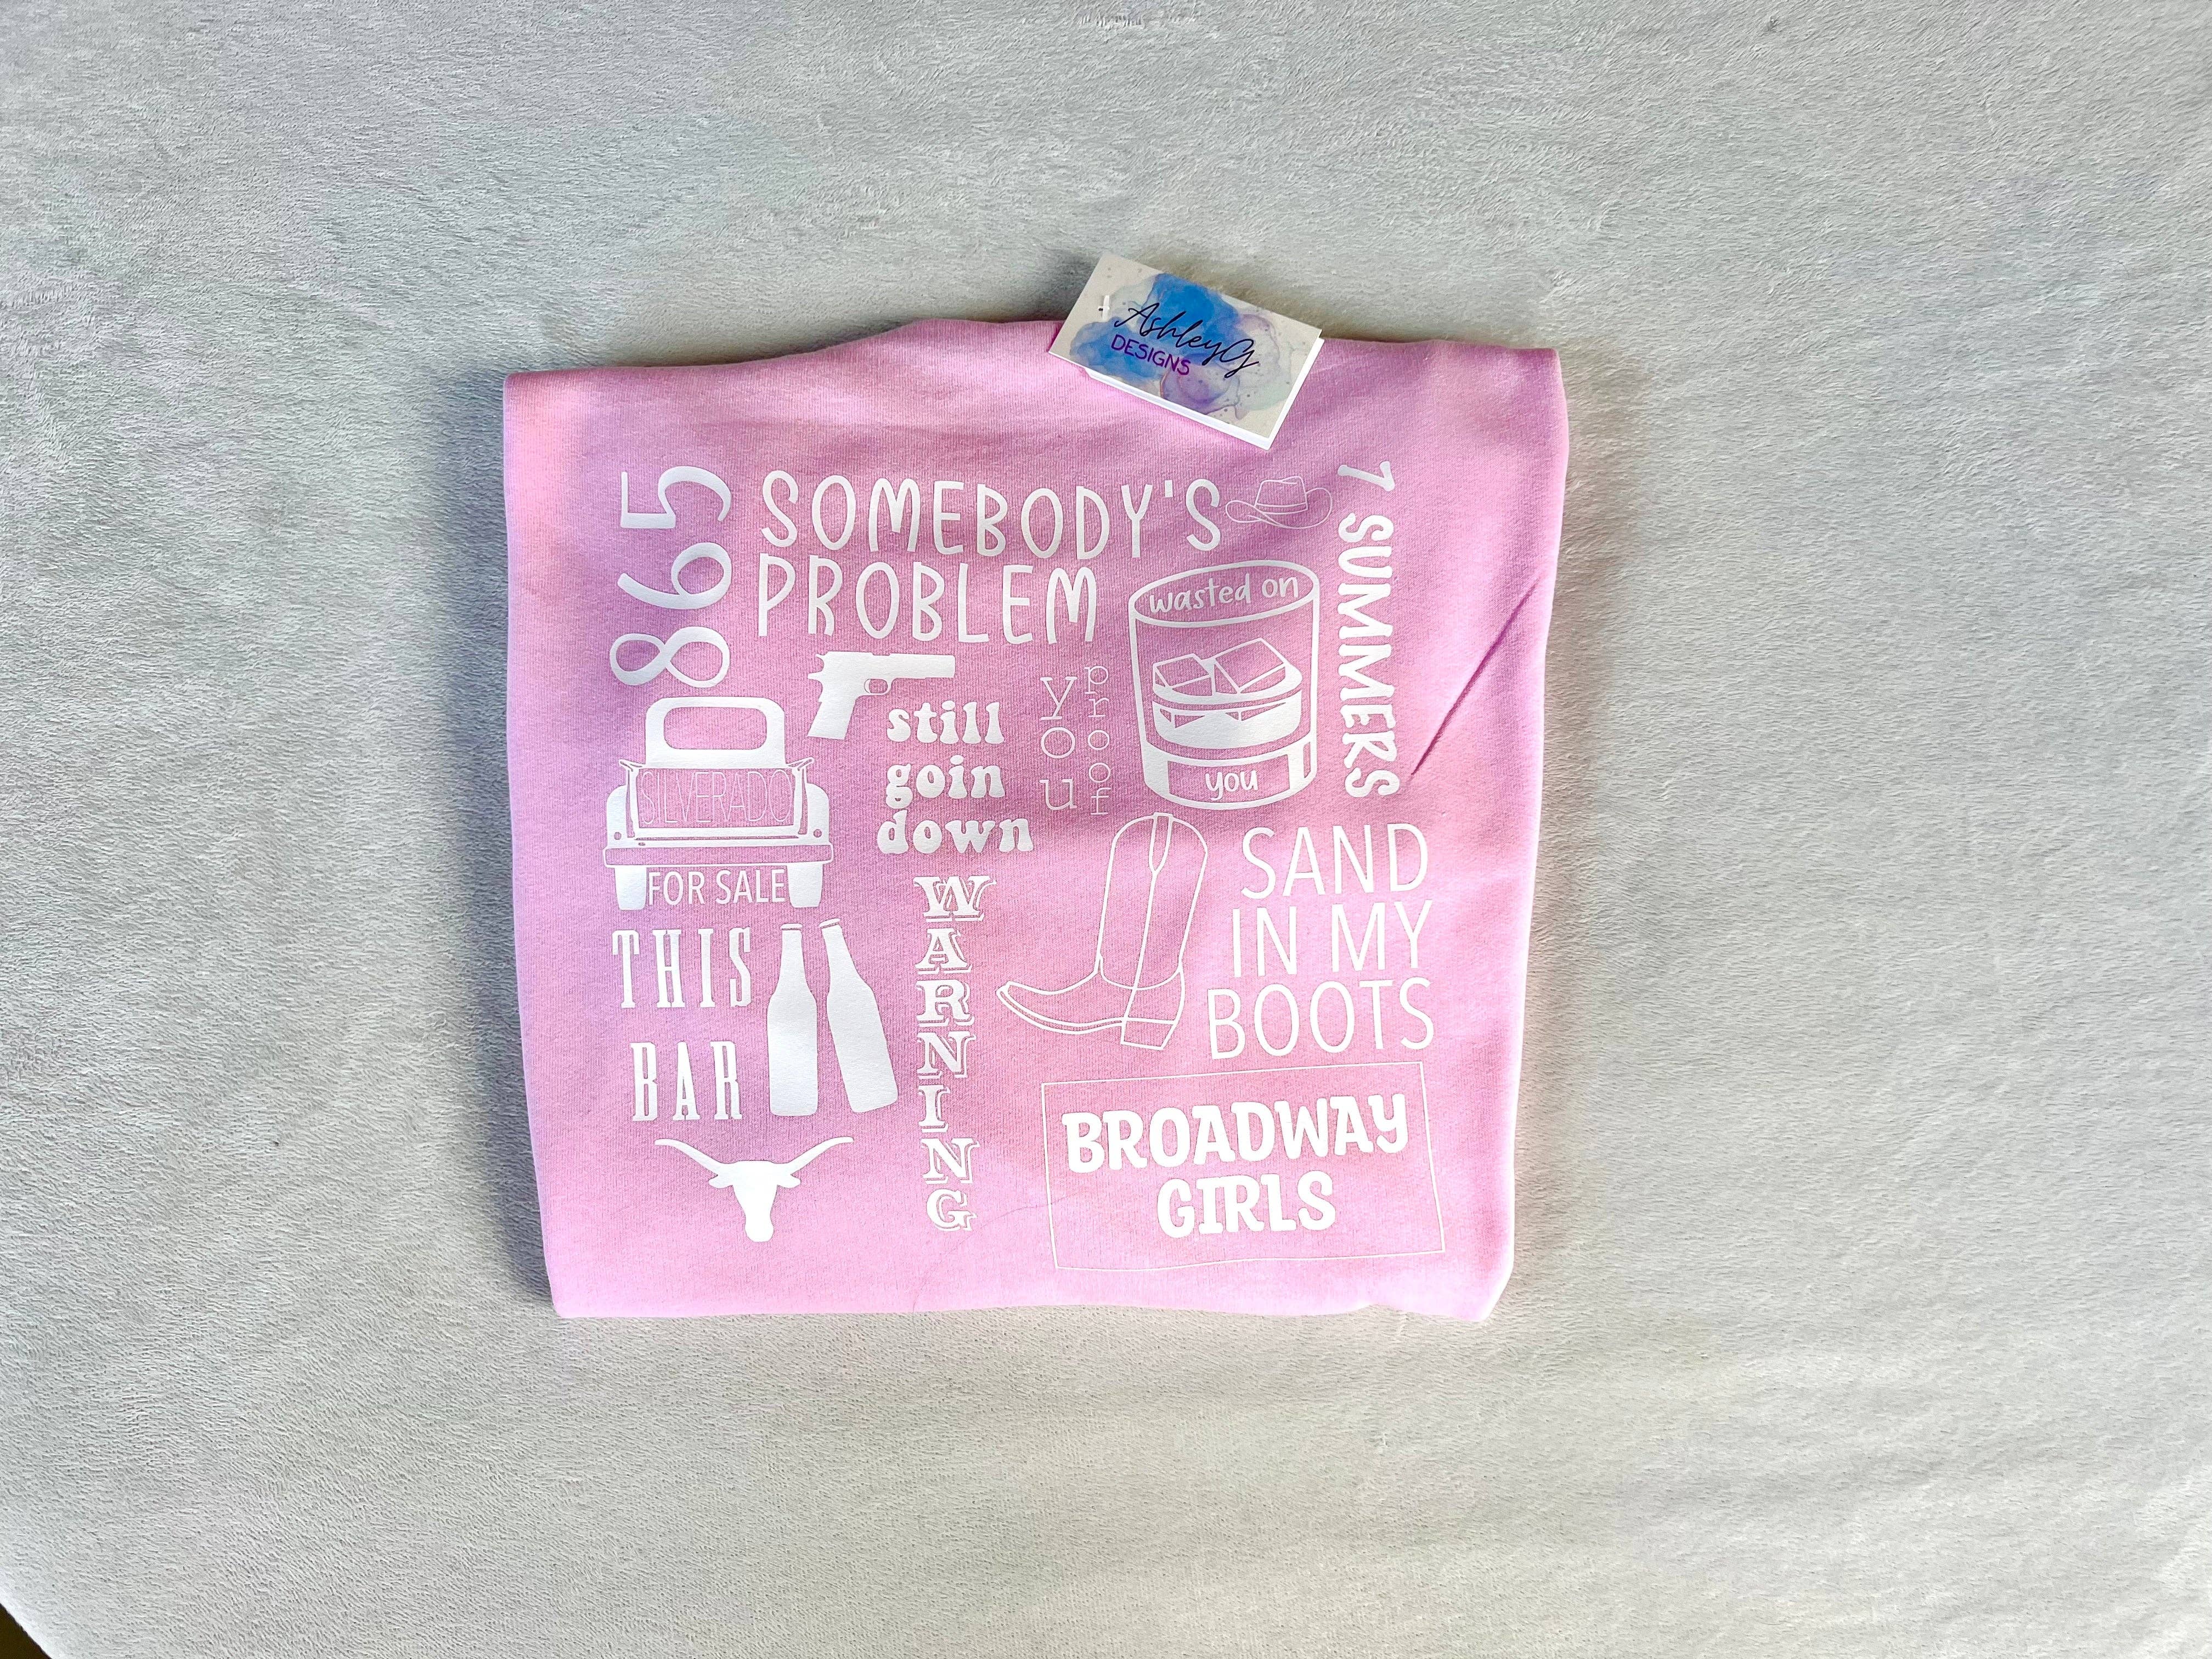 AshleyG
DESIGNS
865
SOMEBODY'S
PROBLEM
7 SUMMERS
wasted on
you
still
goin
down
you
proof
SILVERADO
FOR SALE
THIS
BAR
WARNING
SAND
IN MY
BOOTS
BROADWAY
GIRLS